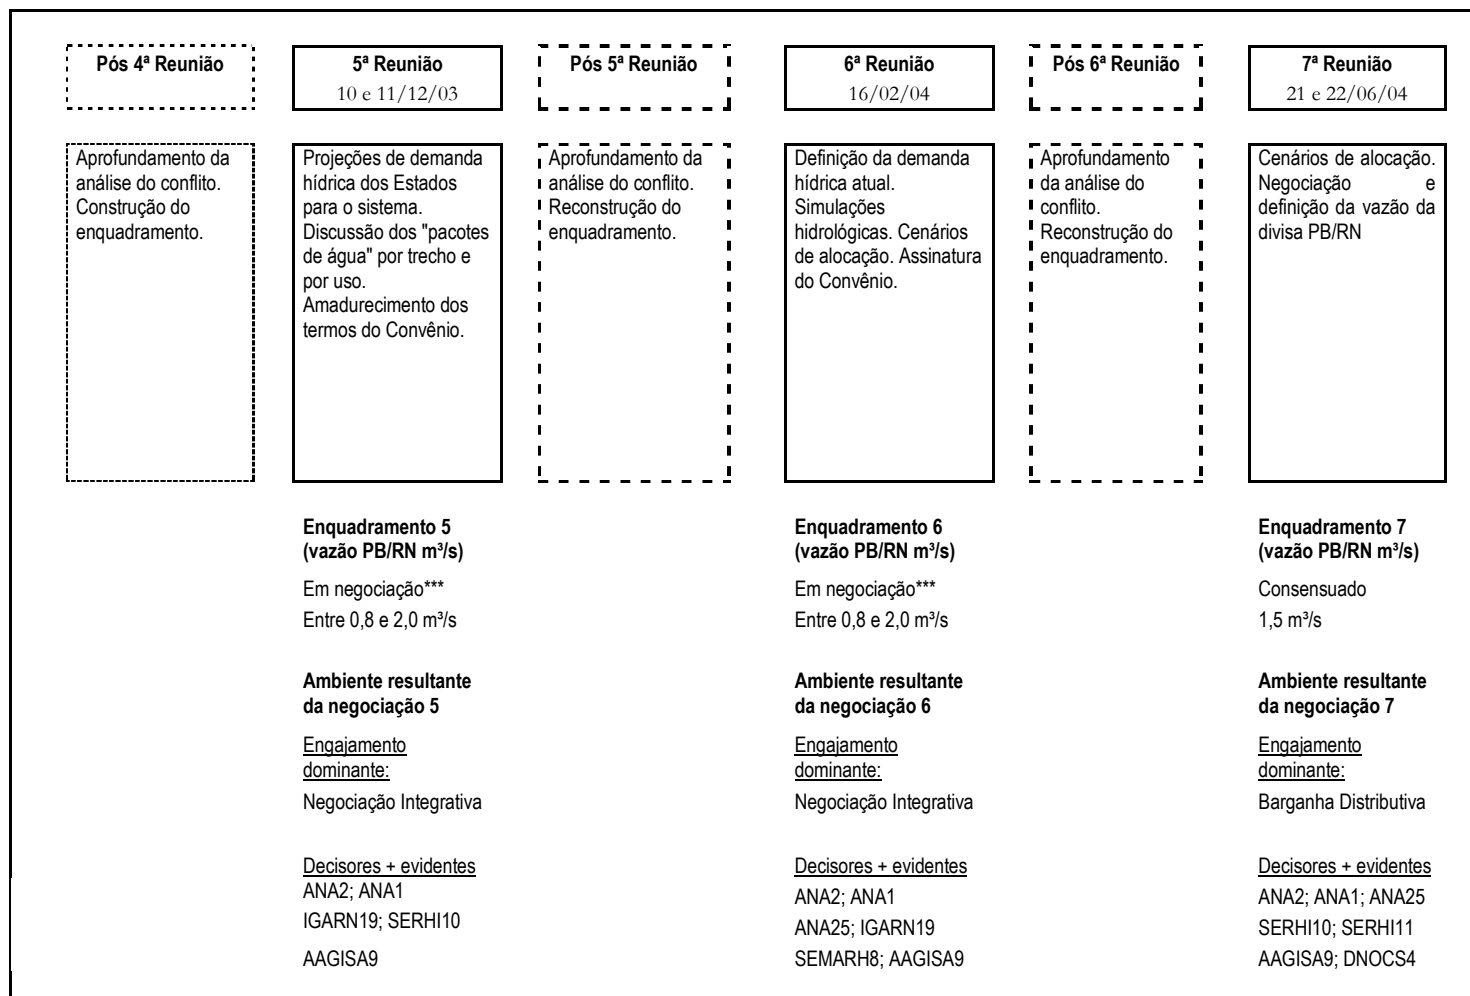 Pós 4ª Reunião
5ª Reunião
10 e 11/12/03
Pós 5ª Reunião
6ª Reunião
16/02/04
Pós 6ª Reunião
7ª Reunião
21 e 22/06/04
Aprofundamento da
análise do conflito.
Construção do
enquadramento.
Projeções de demanda
hídrica dos Estados
para o sistema.
Discussão dos "pacotes
de água" por trecho e
por uso.
Amadurecimento dos
termos do Convênio.
Aprofundamento da
análise do conflito.
Reconstrução do
enquadramento.
Definição da demanda
hídrica atual.
Simulações
hidrológicas. Cenários
de alocação. Assinatura
do Convênio.
Aprofundamento
da análise do
conflito.
Reconstrução do
enquadramento.
Cenários de alocação.
Negociação e
definição da vazão da
divisa PB/RN
Enquadramento 5
(vazão PB/RN m³/s)
Em negociação***
Entre 0,8 e 2,0 m³/s
Ambiente resultante
da negociação 5
Engajamento
dominante:
Negociação Integrativa
Decisores + evidentes
ANA2; ANA1
IGARN19; SERHI10
AAGISA9
Enquadramento 6
(vazão PB/RN m³/s)
Em negociação***
Entre 0,8 e 2,0 m³/s
Ambiente resultante
da negociação 6
Engajamento
dominante:
Negociação Integrativa
Decisores + evidentes
ANA2; ANA1
ANA25; IGARN19
SEMARH8; AAGISA9
Enquadramento 7
(vazão PB/RN m³/s)
Consensuado
1,5 m³/s
Ambiente resultante
da negociação 7
Engajamento
dominante:
Barganha Distributiva
Decisores + evidentes
ANA2; ANA1; ANA25
SERHI10; SERHI11
AAGISA9; DNOCS4